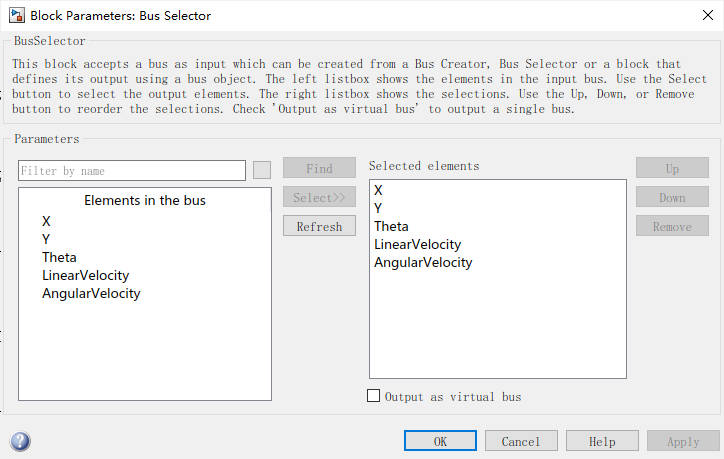 Block Parameters: Bus Selector
BusSelector
This block accepts a bus as input which can be created from a Bus Creator, Bus Selector or a block that
defines its output using a bus object. The left listbox shows the elements in the input bus. Use the Select
button to select the output elements. The right listbox shows the selections. Use the Up, Down, or Remove
button to reorder the selections. Check 'Output as virtual bus' to output a single bus.
Parameters
Filter by name
Find
Select>>
Refresh
Elements in the bus
X
Y
Theta
LinearVelocity
AngularVelocity
Selected elements
X
Y
Theta
LinearVelocity
AngularVelocity
Up
Down
Remove
Output as virtual bus
OK
Cancel
Help
Apply